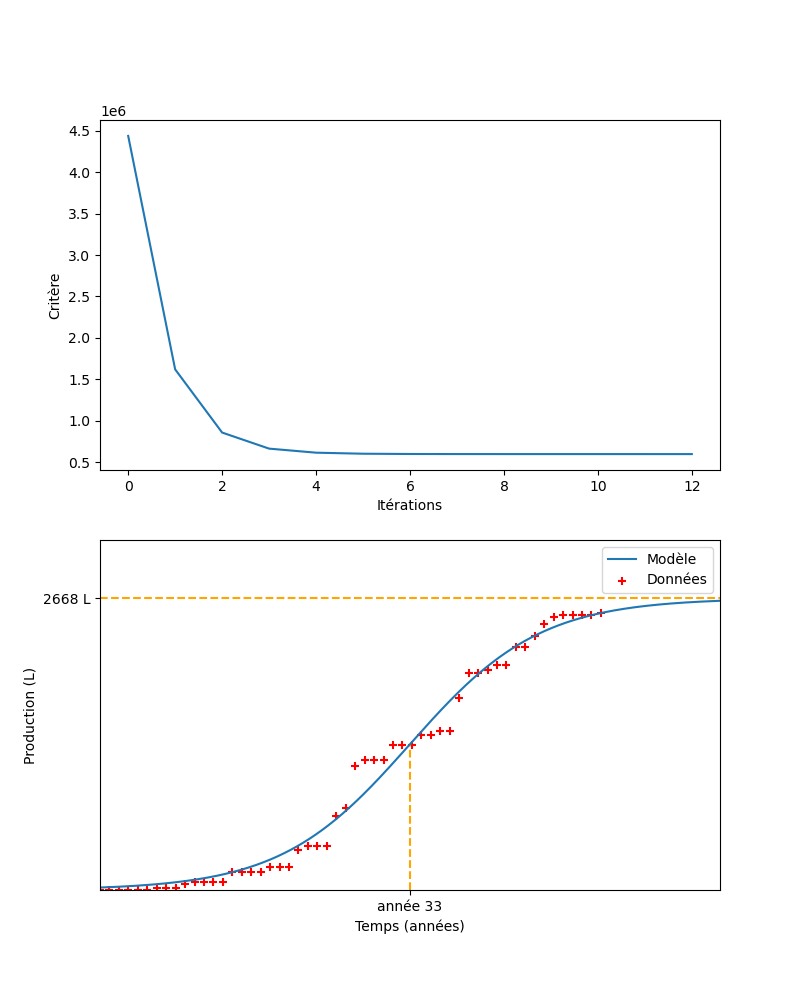 1e6
4.5
4.0
3.5
3.0
2.5
2.0
1.5
1.0
0.5
Critère
0 2 4 6 8 10 12
Itérations
Modèle
Données
2668 L
Production (L)
année 33
Temps (années)